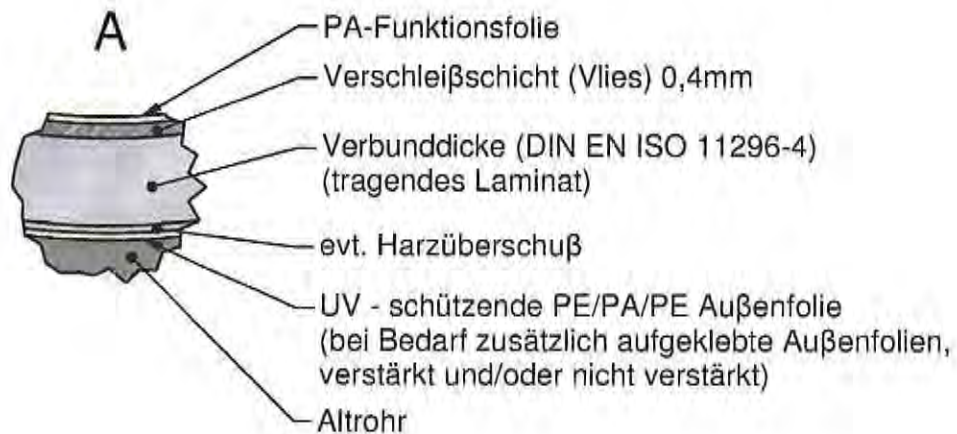 A
PA-Funktionsfolie
Verschleißschicht (Vlies) 0,4mm
Verbunddicke (DIN EN ISO 11296-4)
(tragendes Laminat)
evt. Harzüberschuß
UV - schützende PE/PA/PE Außenfolie
(bei Bedarf zusätzlich aufgeklebte Außenfolien,
verstärkt und/oder nicht verstärkt)
Altrohr